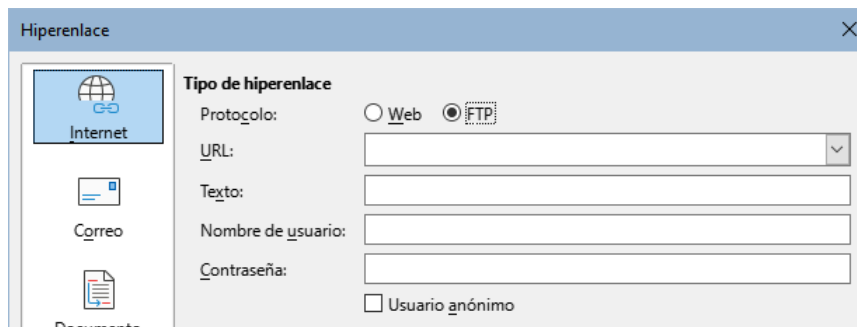 Hiperenlace
Internet
Correo
Tipo de hiperenlace
Protocolo: Web FTP
URL:
Texto:
Nombre de usuario:
Contraseña:
Usuario anónimo